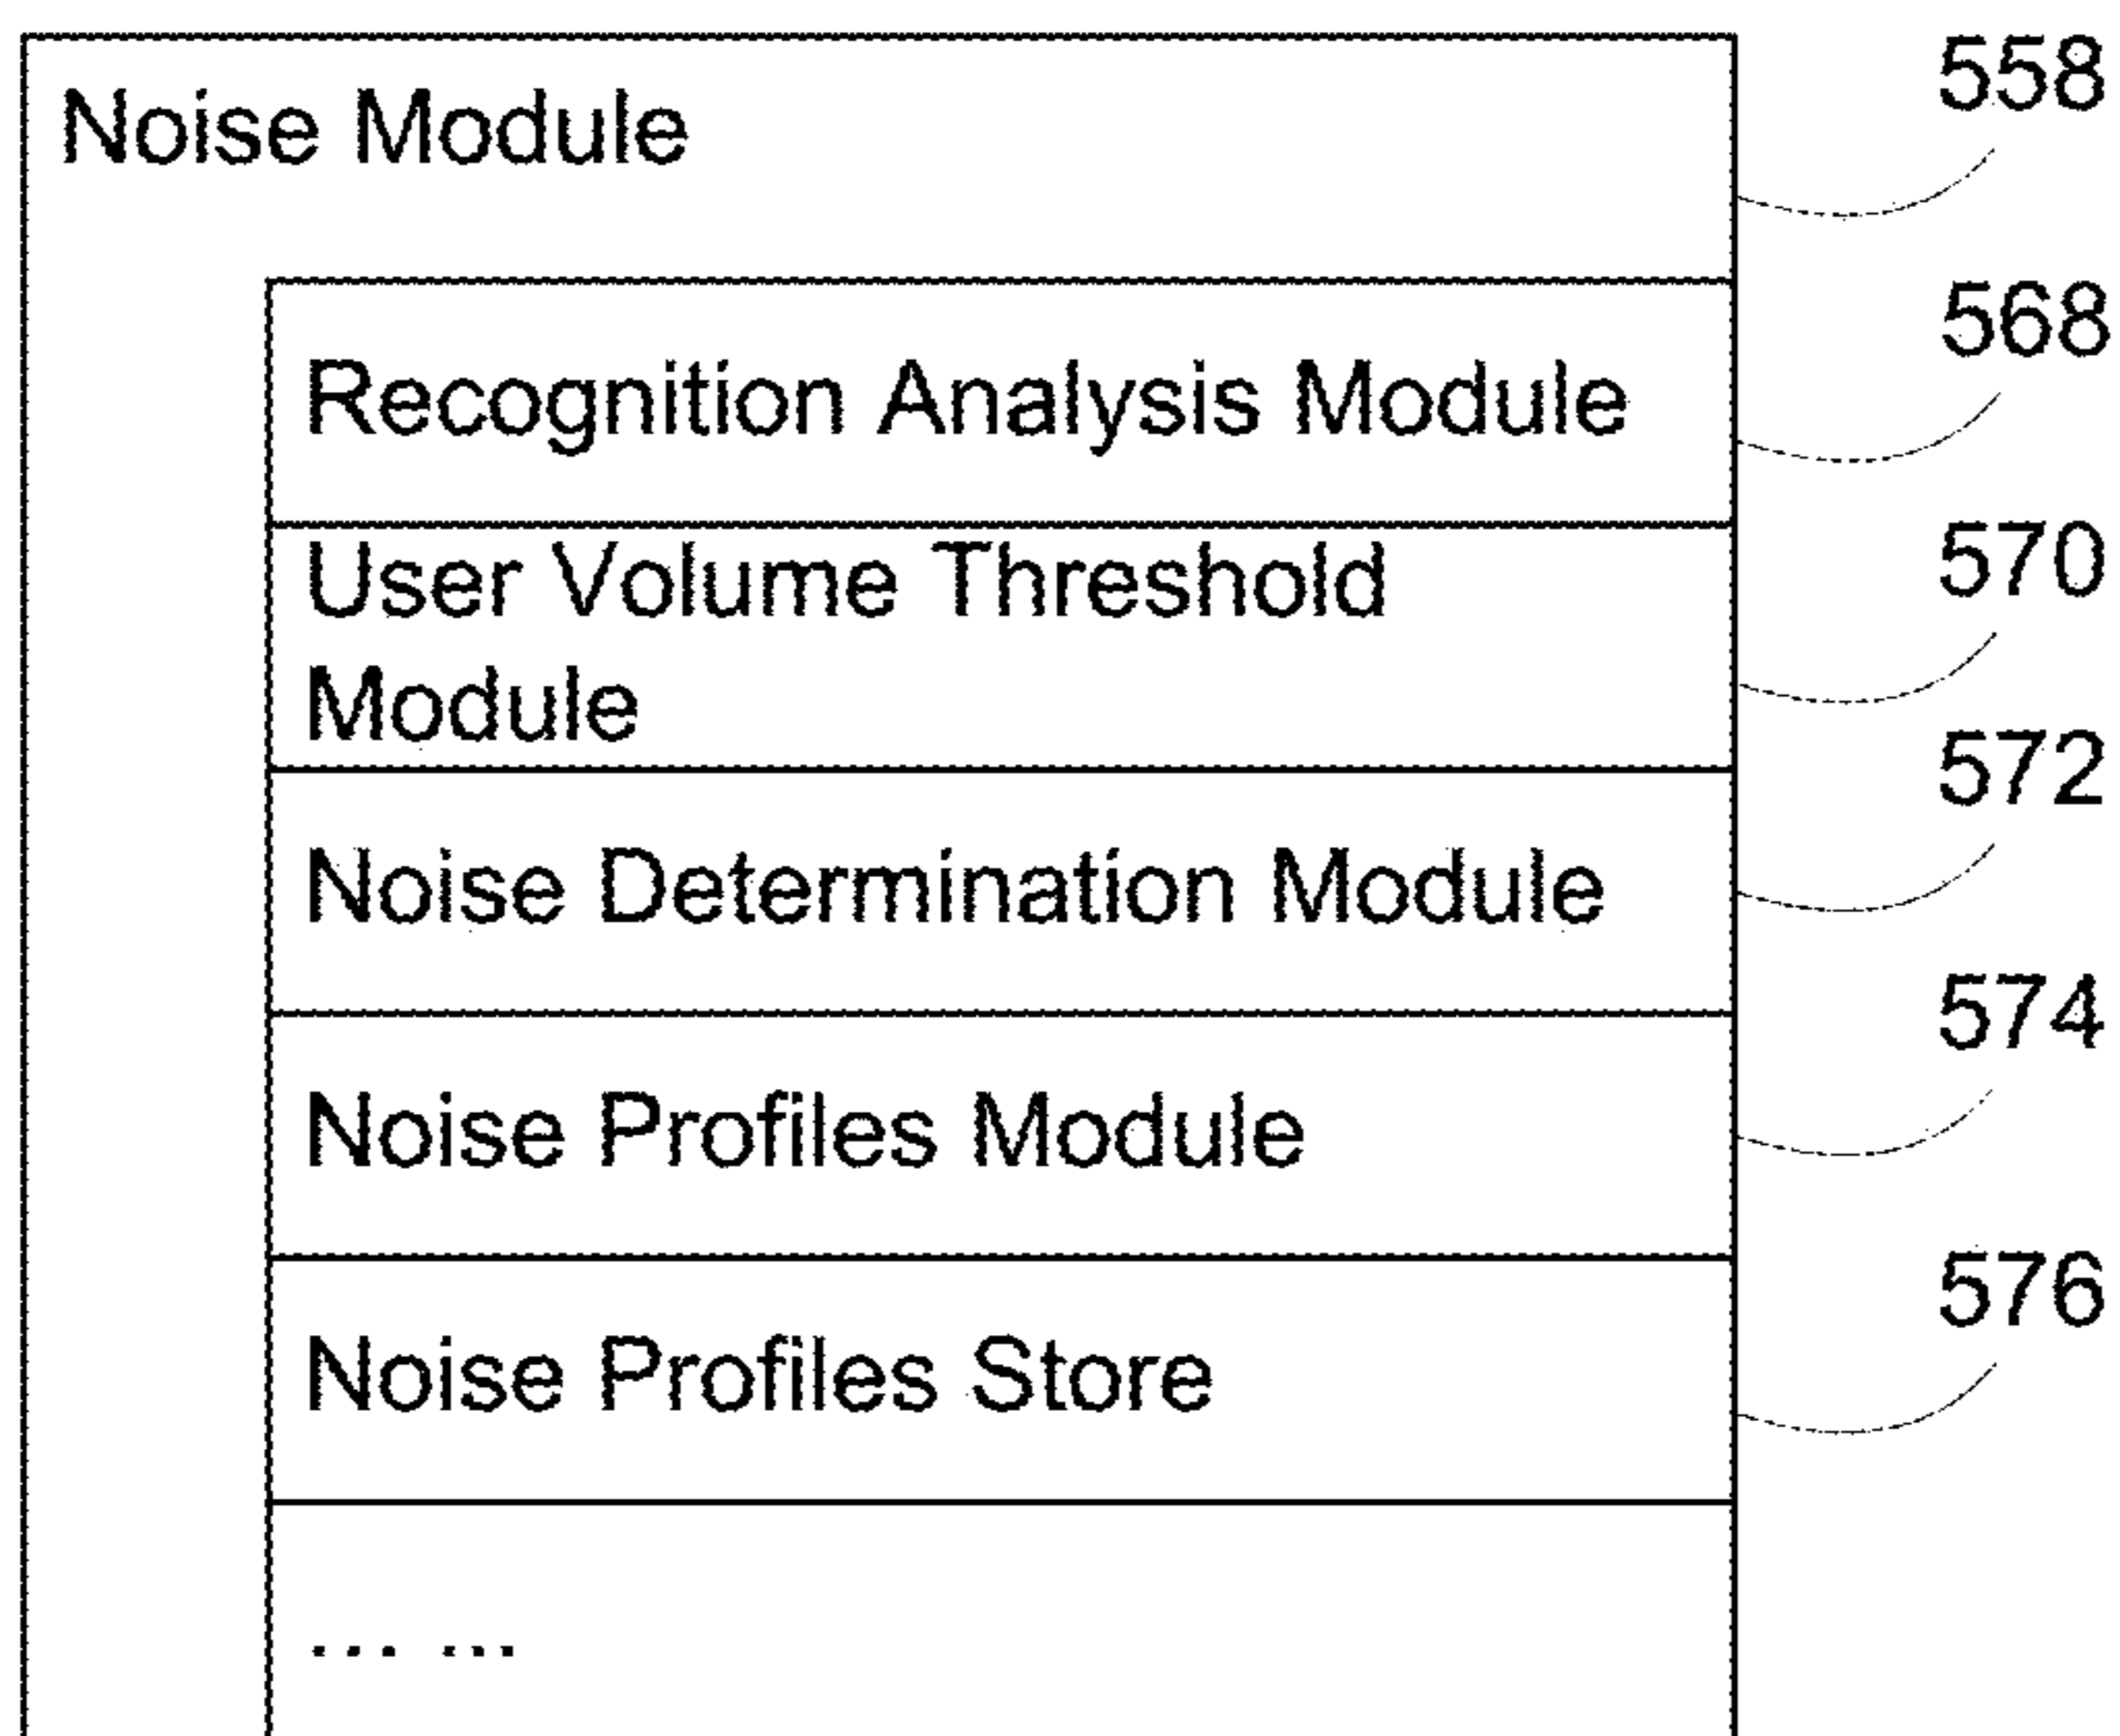 Noise Module
558
568
Recognition Analysis Module
570
User Volume Threshold
Module
572
Noise Determination Module
574
Noise Profiles Module
576
Noise Profiles Store
... ...